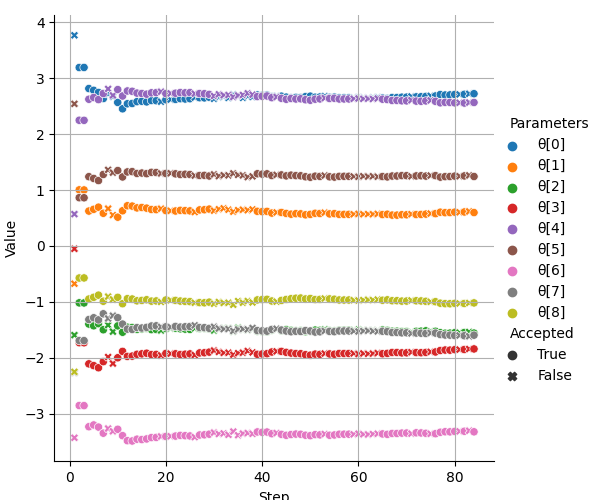 4
3
2
1
0
−1
−2
−3
Value
0
20
40
60
80
Step
Parameters
θ[0]
θ[1]
θ[2]
θ[3]
θ[4]
θ[5]
θ[6]
θ[7]
θ[8]
Accepted
True
False